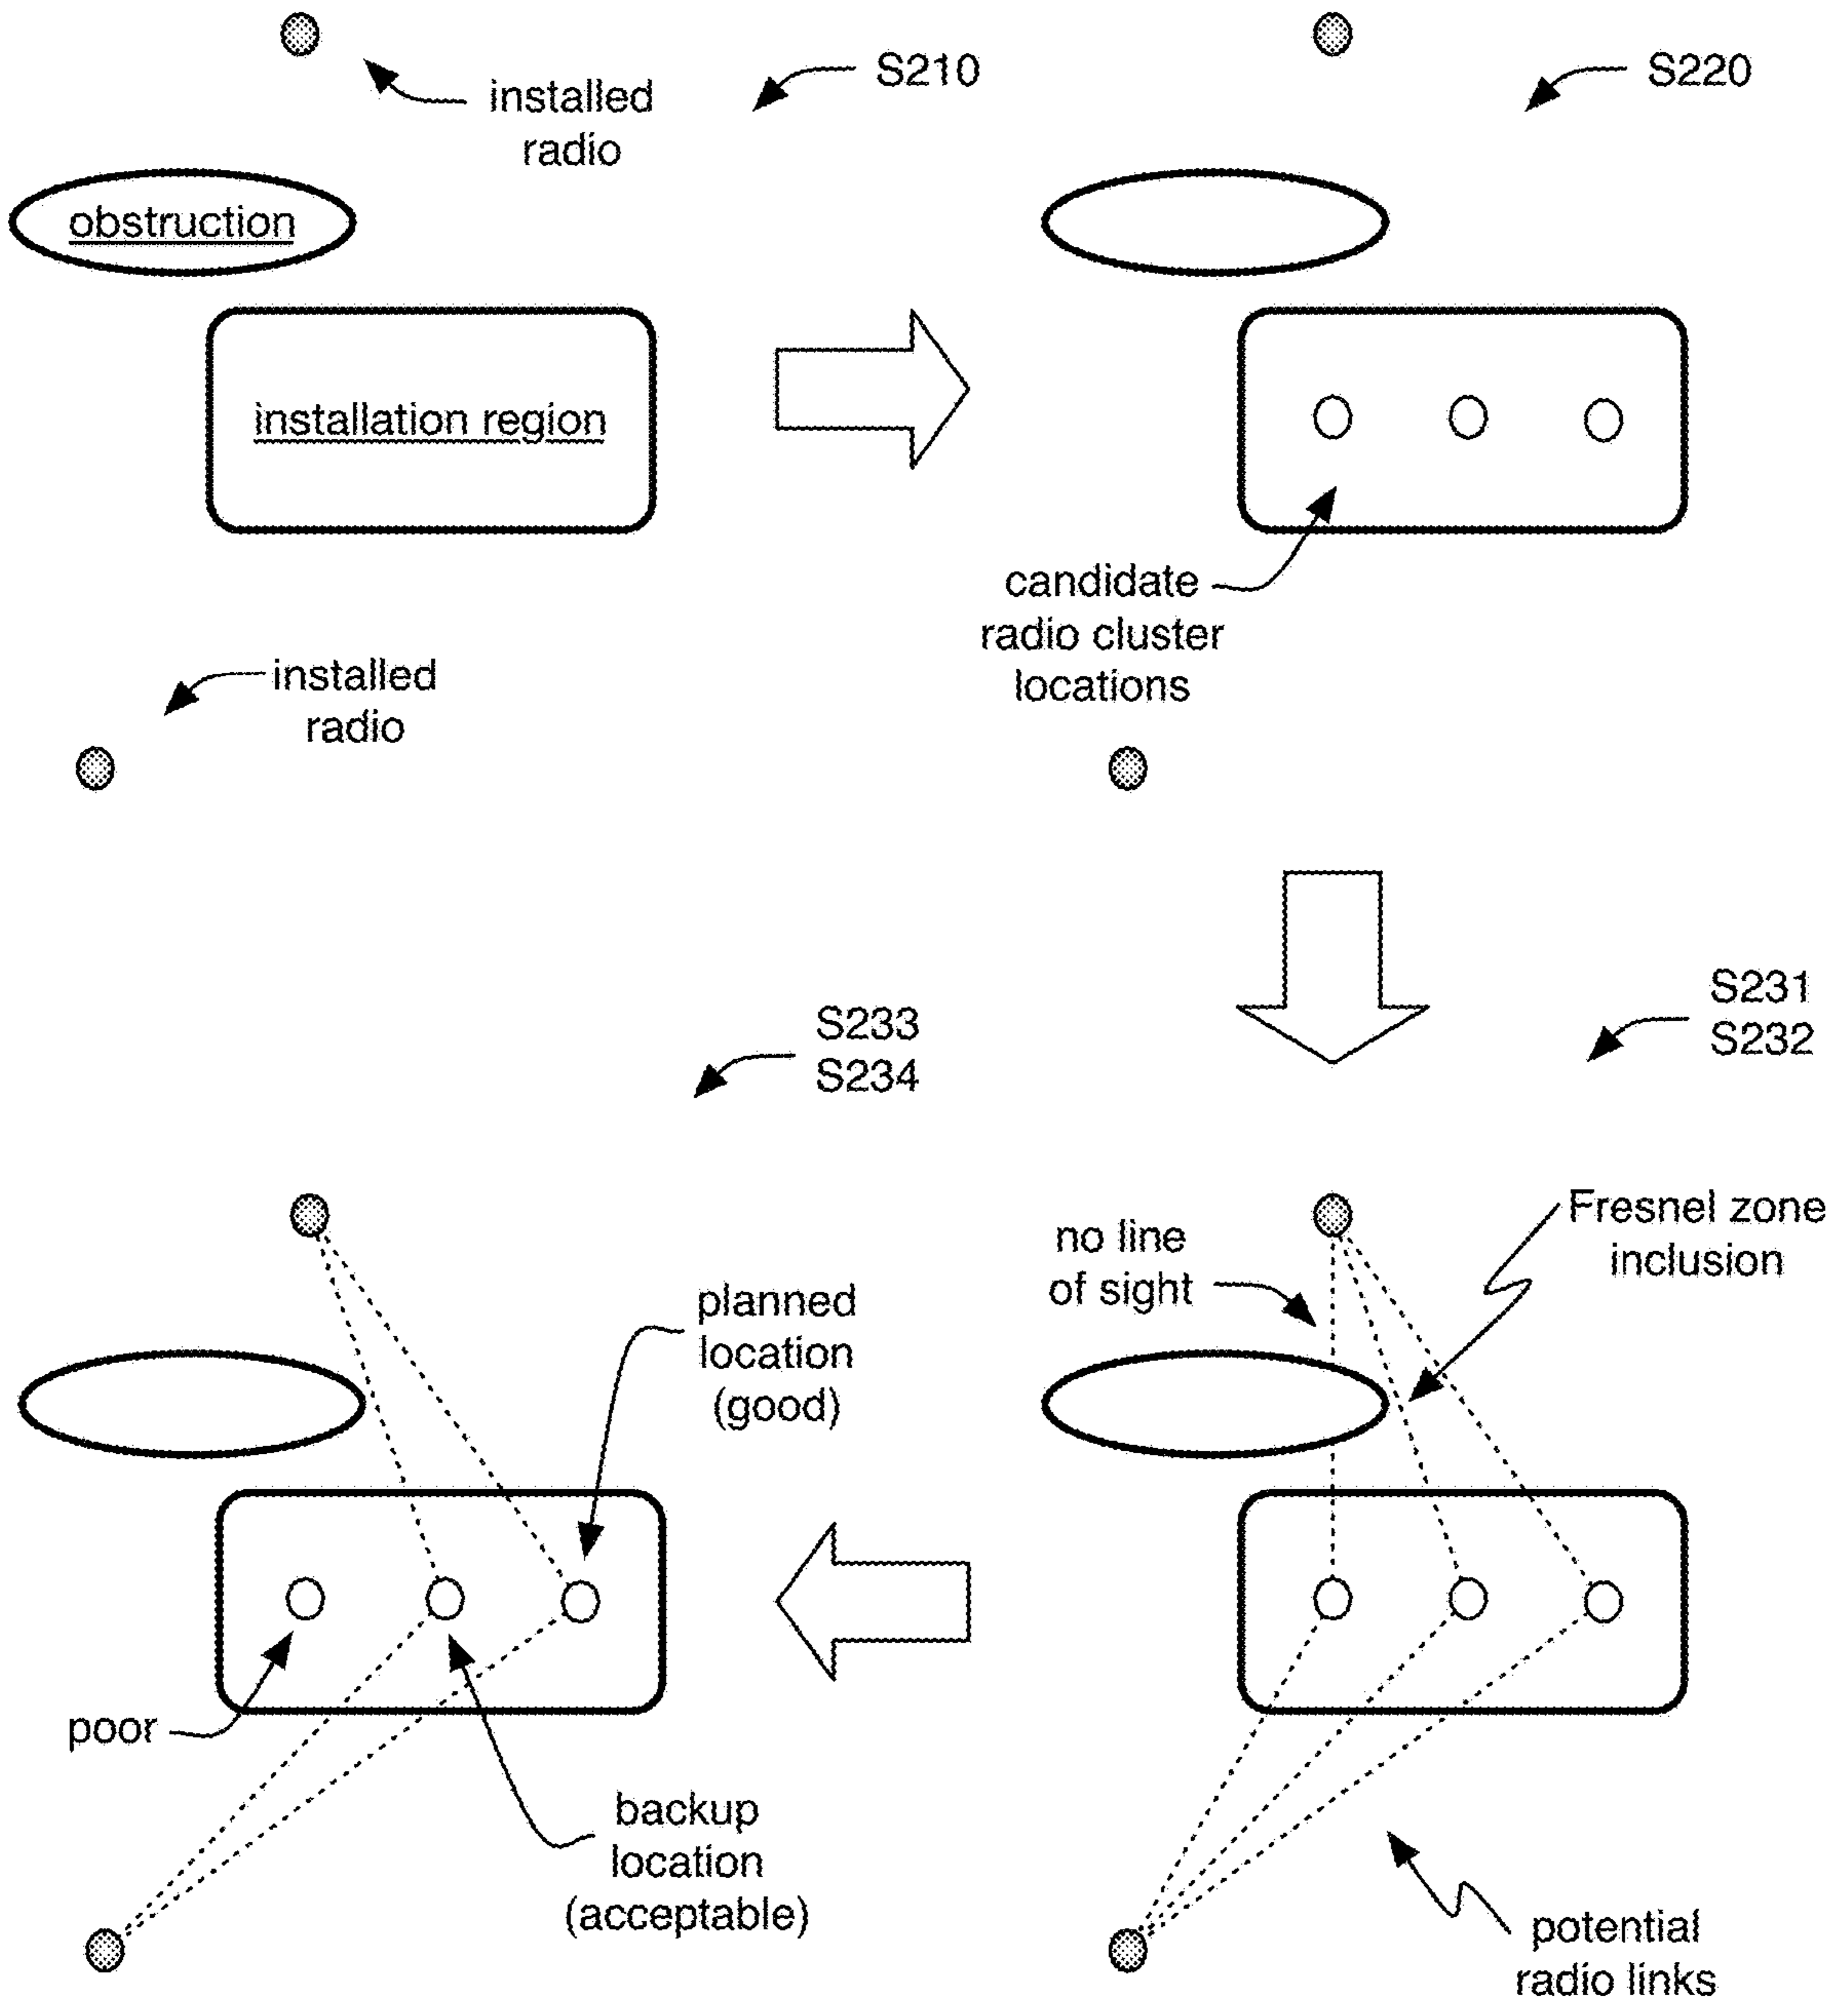 installed
radio
S210
obstruction
installation region
installed
radio
S220
candidate
radio cluster
locations
S231
S232
no line
of sight
Fresnel zone
inclusion
potential
radio links
S233
S234
planned
location
(good)
poor
backup
location
(acceptable)